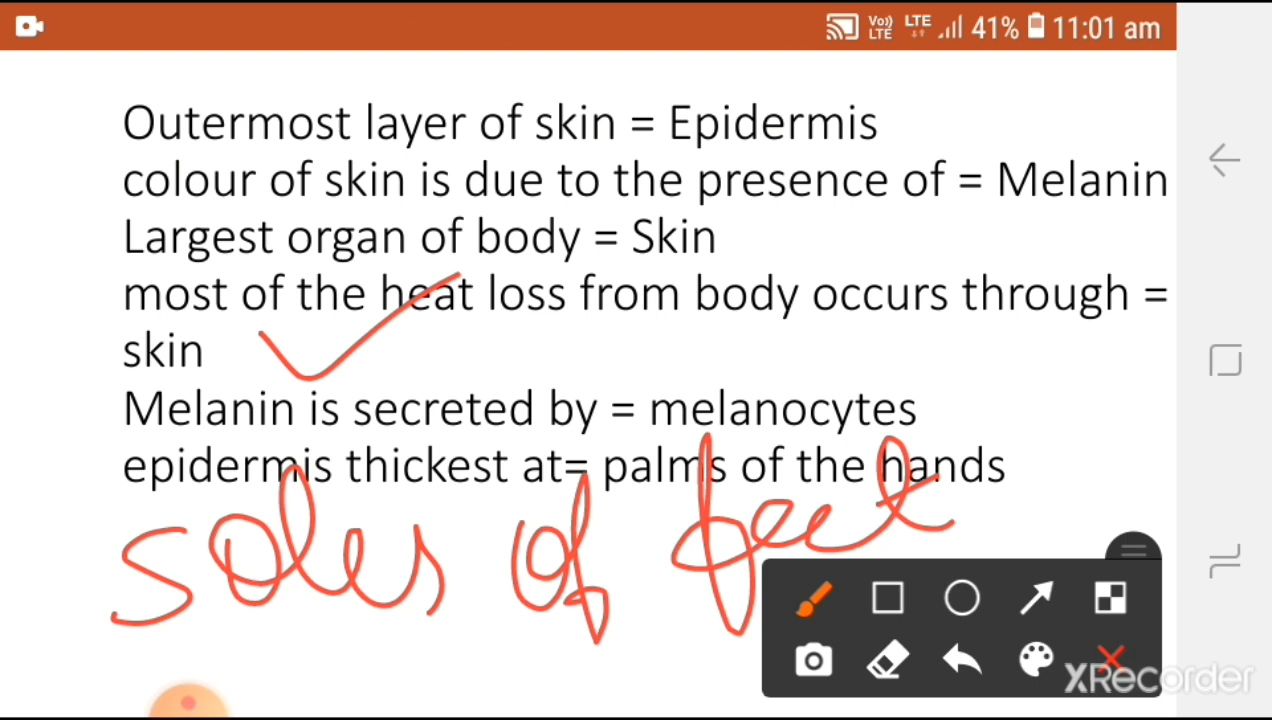 Vo)) LTE LTE 41% 11:01 am
Outermost layer of skin = Epidermis
colour of skin is due to the presence of = Melanin
Largest organ of body = Skin
most of the heat loss from body occurs through =
skin
Melanin is secreted by = melanocytes
epidermis thickest at= palms of the hands
soles of feet
XRecorder